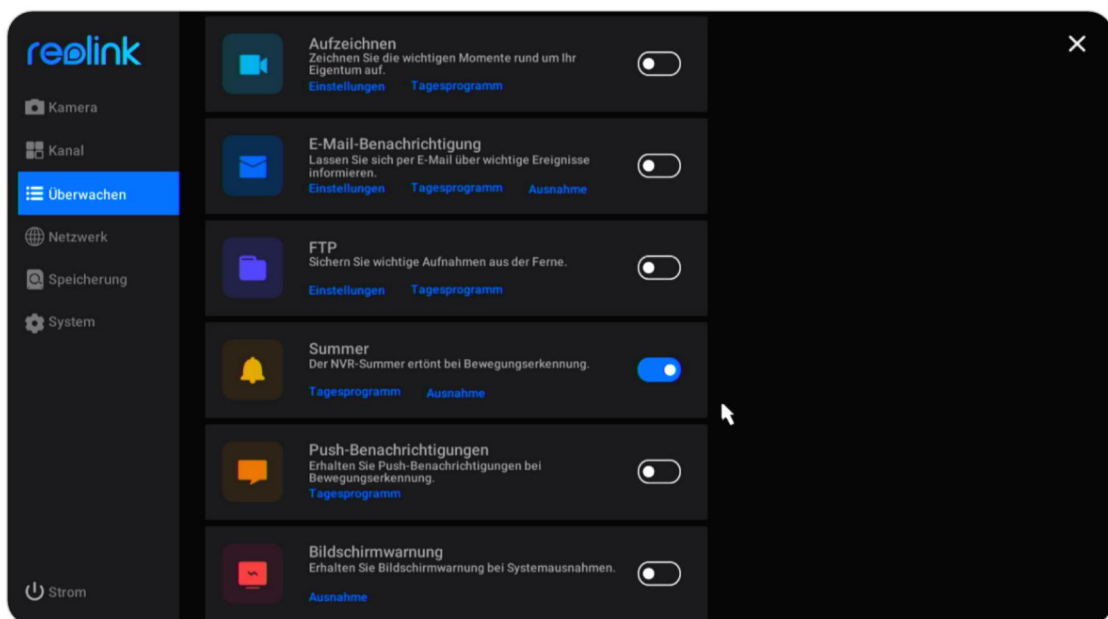 reolink
Kamera
Kanal
Überwachen
Netzwerk
Speicherung
System
Strom
Aufzeichnen
Zeichnen Sie die wichtigen Momente rund um Ihr
Eigentum auf.
Einstellungen Tagesprogramm
E-Mail-Benachrichtigung
Lassen Sie sich per E-Mail über wichtige Ereignisse
informieren.
Einstellungen Tagesprogramm Ausnahme
FTP
Sichern Sie wichtige Aufnahmen aus der Ferne.
Einstellungen Tagesprogramm
Summer
Der NVR-Summer ertönt bei Bewegungserkennung.
Tagesprogramm Ausnahme
Push-Benachrichtigungen
Erhalten Sie Push-Benachrichtigungen bei
Bewegungserkennung.
Tagesprogramm
Bildschirmwarnung
Erhalten Sie Bildschirmwarnung bei Systemausnahmen.
Ausnahme